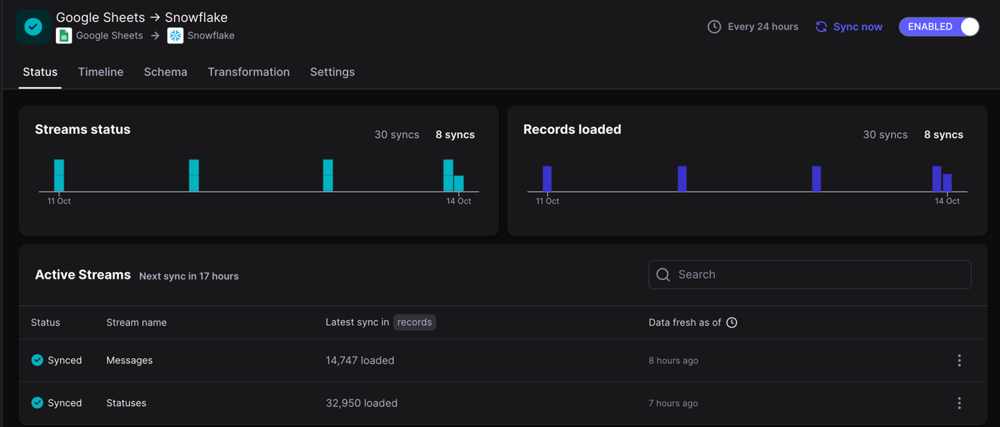 Google Sheets → Snowflake
Google Sheets → Snowflake
Every 24 hours
Sync now
ENABLED
Status
Timeline
Schema
Transformation
Settings
Streams status
30 syncs
8 syncs
11 Oct
14 Oct
Records loaded
30 syncs
8 syncs
11 Oct
14 Oct
Active Streams
Next sync in 17 hours
Search
Status
Stream name
Latest sync in records
Data fresh as of
Synced
Messages
14,747 loaded
8 hours ago
Synced
Statuses
32,950 loaded
7 hours ago